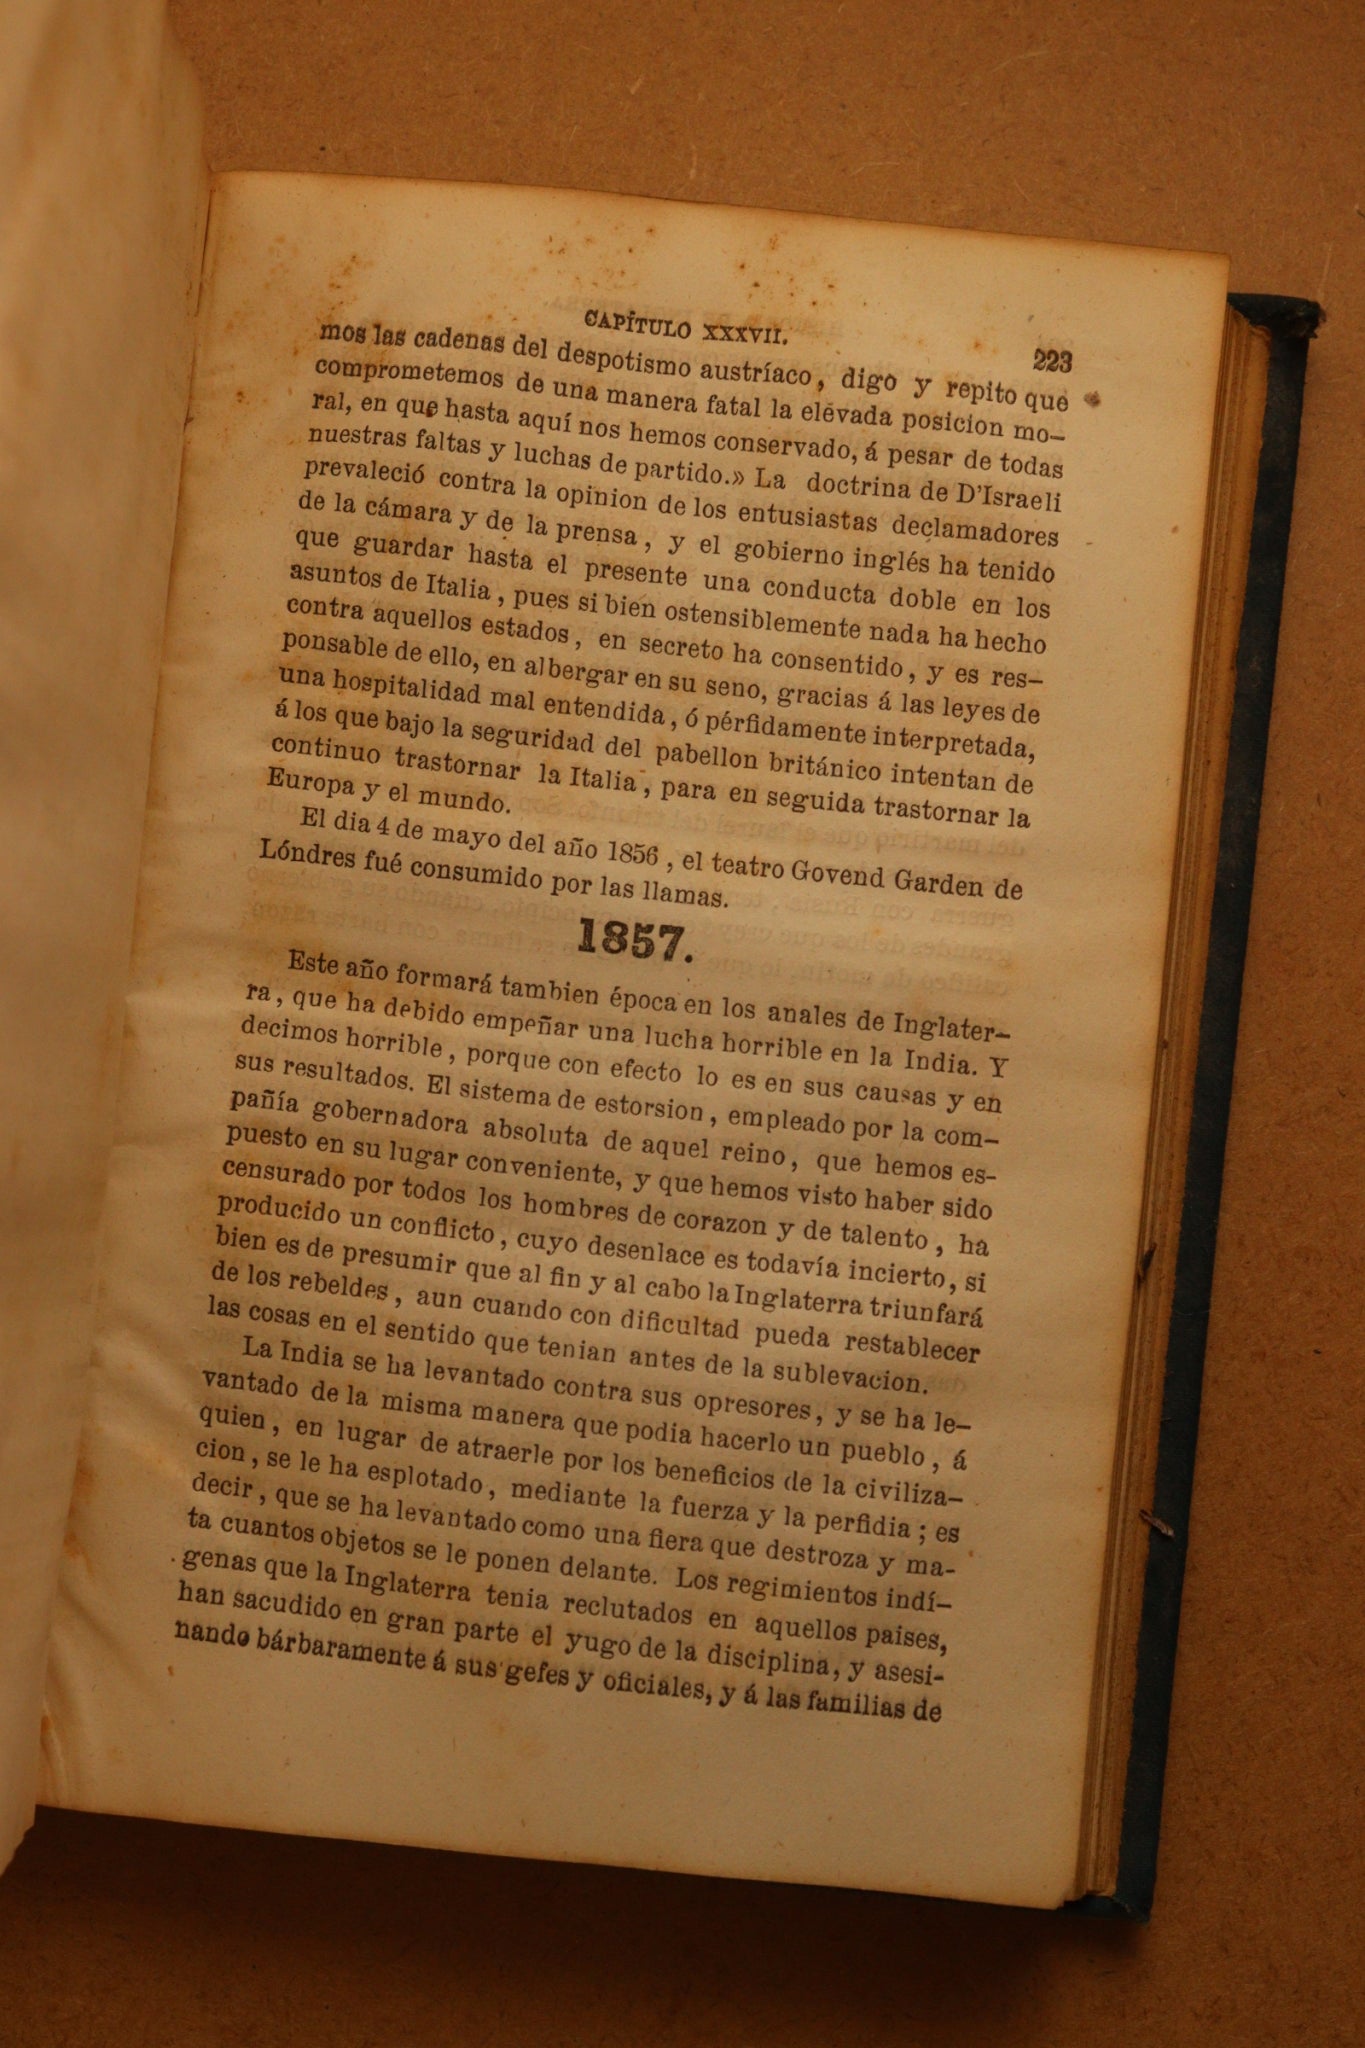 CAPÍTULO XXXVII.
223
mos las cadenas del despotismo austríaco, digo y repito que
comprometemos de una manera fatal la elevada posicion mo-
ral, en que hasta aquí nos hemos conservado, á pesar de todas
nuestras faltas y luchas de partido.» La doctrina de D'Israeli
prevaleció contra la opinion de los entusiastas declamadores
de la cámara y de la prensa, y el gobierno inglés ha tenido
que guardar hasta el presente una conducta doble en los
asuntos de Italia, pues si bien ostensiblemente nada ha hecho
contra aquellos estados, en secreto ha consentido, y es res-
ponsable de ello, en albergar en su seno, gracias á las leyes de
una hospitalidad mal entendida, ó pérfidamente interpretada,
á los que bajo la seguridad del pabellon británico intentan de
continuo trastornar la Italia, para en seguida trastornar la
Europa y el mundo.
El dia 4 de mayo del año 1856, el teatro Govend Garden de
Lóndres fué consumido por las llamas.
1857.
Este año formará tambien época en los anales de Inglater-
ra, que ha debido empeñar una lucha horrible en la India. Y
decimos horrible, porque con efecto lo es en sus causas y en
sus resultados. El sistema de estorsion, empleado por la com-
pañía gobernadora absoluta de aquel reino, que hemos es-
puesto en su lugar conveniente, y que hemos visto haber sido
censurado por todos los hombres de corazon y de talento, ha
producido un conflicto, cuyo desenlace es todavía incierto, si
bien es de presumir que al fin y al cabo la Inglaterra triunfará
de los rebeldes, aun cuando con dificultad pueda restablecer
las cosas en el sentido que tenian antes de la sublevacion.
La India se ha levantado contra sus opresores, y se ha le-
vantado de la misma manera que podia hacerlo un pueblo, á
quien, en lugar de atraerle por los beneficios de la civiliza-
cion, se le ha esplotado, mediante la fuerza y la perfidia; es
decir, que se ha levantado como una fiera que destroza y ma-
ta cuantos objetos se le ponen delante. Los regimientos indí-
genas que la Inglaterra tenia reclutados en aquellos paises,
han sacudido en gran parte el yugo de la disciplina, y asesi-
nando bárbaramente á sus gefes y oficiales, y á las familias de